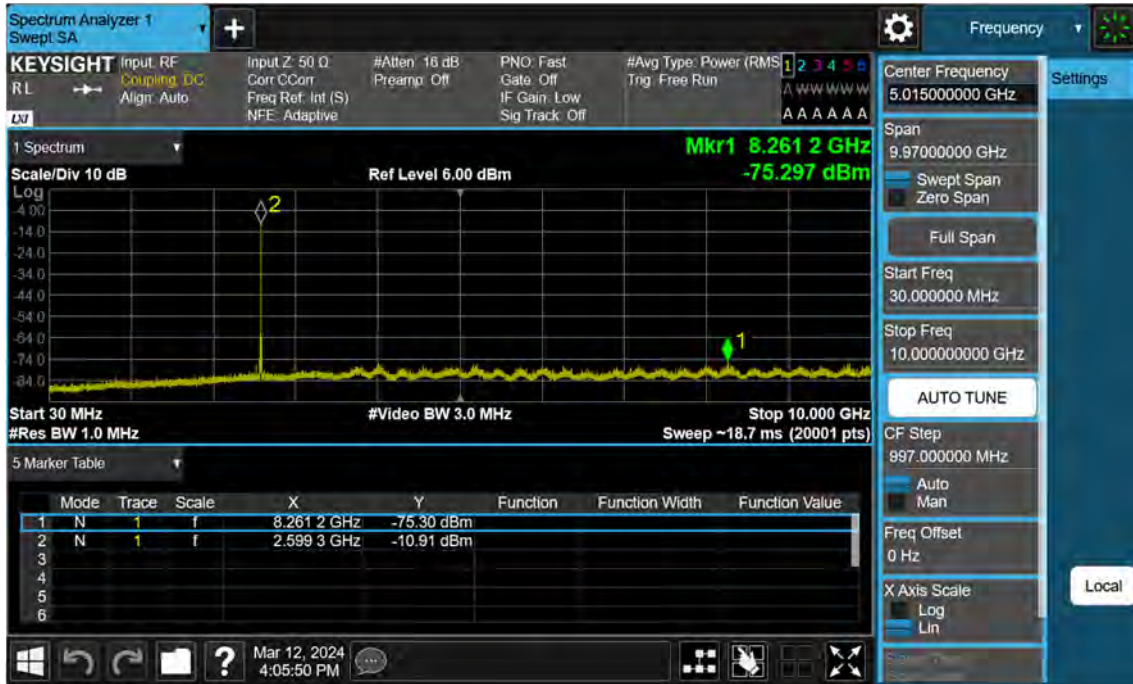 Spectrum Analyzer 1
Swept SA
+
Frequency
KEYSIGHT
RL
LXI
Input: RF
Coupling: DC
Align: Auto
Input Z: 50 Ω
Corr CCorr
Freq Ref: Int (S)
NFE: Adaptive
#Atten: 16 dB
Preamp: Off
PNO: Fast
Gate: Off
IF Gain: Low
Sig Track: Off
#Avg Type: Power (RMS
Trig: Free Run
1 2 3 4 5 6
A W W W W W
A A A A A A
1 Spectrum
Scale/Div 10 dB
Ref Level 6.00 dBm
Mkr1 8.261 2 GHz
-75.297 dBm
Log
-4.00
-14.0
-24.0
-34.0
-44.0
-54.0
-64.0
-74.0
-84.0
2
1
Start 30 MHz
#Video BW 3.0 MHz
Stop 10.000 GHz
#Res BW 1.0 MHz
Sweep ~18.7 ms (20001 pts)
5 Marker Table
Mode Trace Scale X Y Function Function Width Function Value
1 N 1 f 8.261 2 GHz -75.30 dBm
2 N 1 f 2.599 3 GHz -10.91 dBm
3
4
5
6
?
Mar 12, 2024
4:05:50 PM
Center Frequency
5.015000000 GHz
Settings
Span
9.97000000 GHz
Swept Span
Zero Span
Full Span
Start Freq
30.000000 MHz
Stop Freq
10.000000000 GHz
AUTO TUNE
CF Step
997.000000 MHz
Auto
Man
Freq Offset
0 Hz
X Axis Scale
Log
Lin
Local